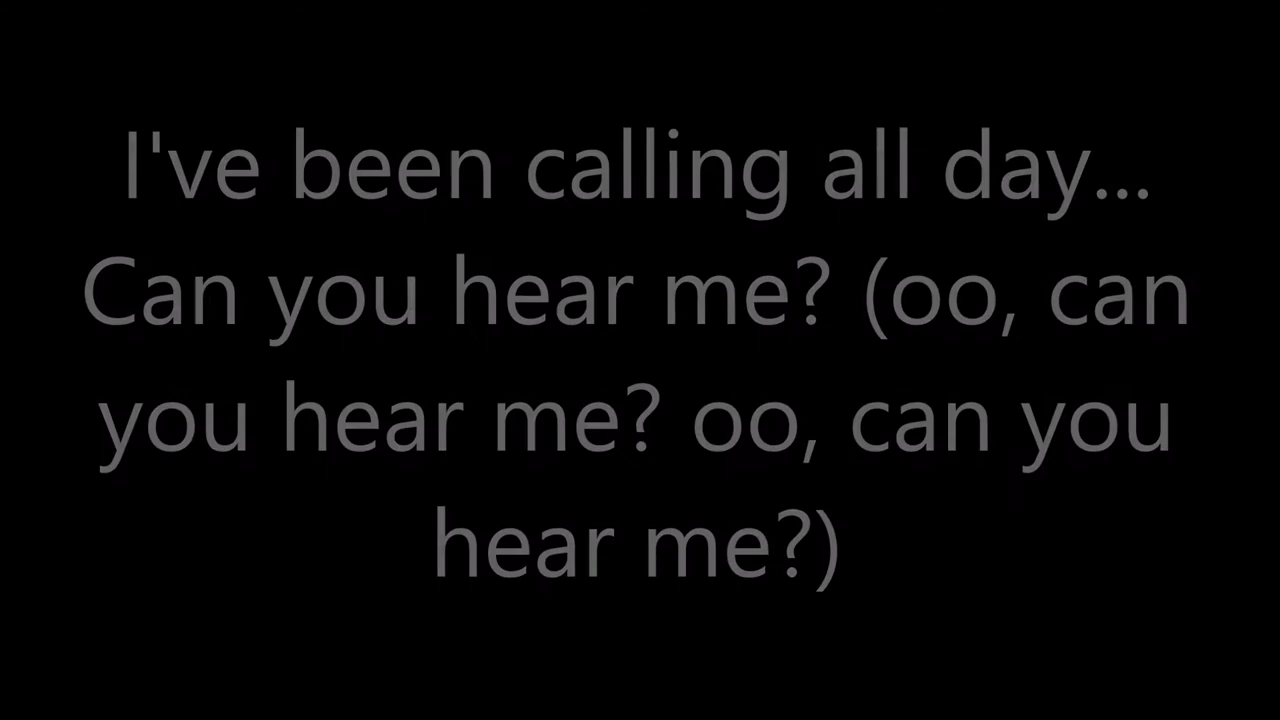 I've been calling all day...
Can you hear me? (oo, can
you hear me? oo, can you
hear me?)